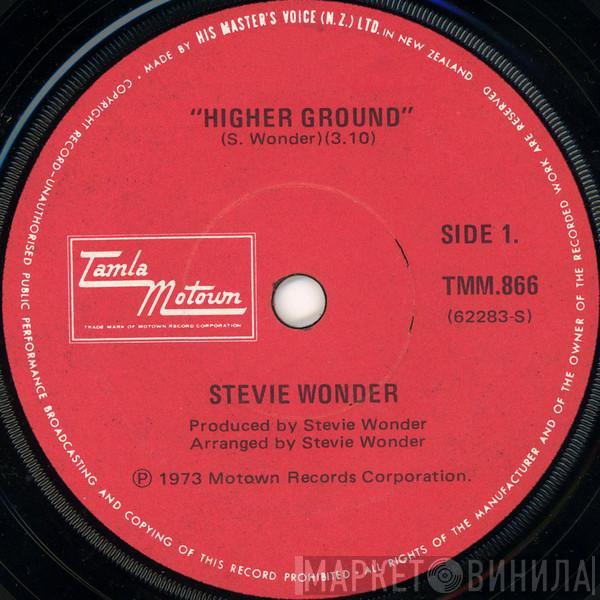 MADE BY HIS MASTER'S VOICE (N.Z.) LTD. IN NEW ZEALAND
"HIGHER GROUND"
(S. Wonder)(3.10)
SIDE 1.
TMM.866
(62283-S)
Tamla
Motown
TRADE MARK OF MOTOWN RECORD CORPORATION
STEVIE WONDER
Produced by Stevie Wonder
Arranged by Stevie Wonder
Ⓟ 1973 Motown Records Corporation.
COPYRIGHT RECORD-UNAUTHORISED PUBLIC PERFORMANCE BROADCASTING AND COPYING OF THIS RECORD PROHIBITED · ALL RIGHTS OF THE MANUFACTURER AND OF THE OWNER OF THE RECORDED WORK ARE RESERVED
МАРКЕТ ВИНИЛА